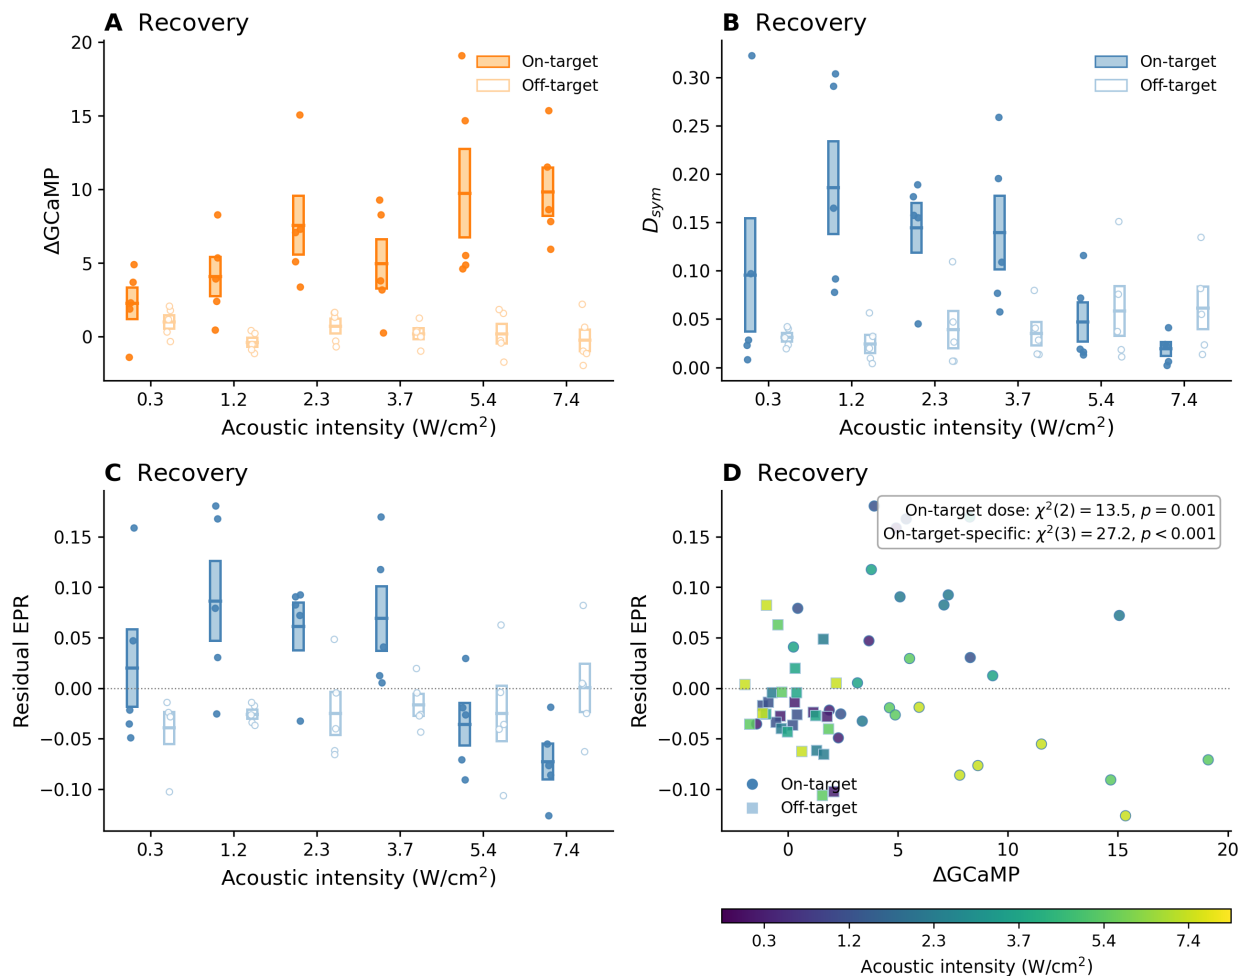 A Recovery
20
15
10
5
0
ΔGCaMP
On-target
Off-target
0.3 1.2 2.3 3.7 5.4 7.4
Acoustic intensity (W/cm²)
B Recovery
0.30
0.25
0.20
0.15
0.10
0.05
0.00
D_sym
On-target
Off-target
0.3 1.2 2.3 3.7 5.4 7.4
Acoustic intensity (W/cm²)
C Recovery
0.15
0.10
0.05
0.00
−0.05
−0.10
Residual EPR
0.3 1.2 2.3 3.7 5.4 7.4
Acoustic intensity (W/cm²)
D Recovery
On-target dose: χ²(2) = 13.5, p = 0.001
On-target-specific: χ²(3) = 27.2, p < 0.001
0.15
0.10
0.05
0.00
−0.05
−0.10
Residual EPR
On-target
Off-target
0 5 10 15 20
ΔGCaMP
0.3 1.2 2.3 3.7 5.4 7.4
Acoustic intensity (W/cm²)